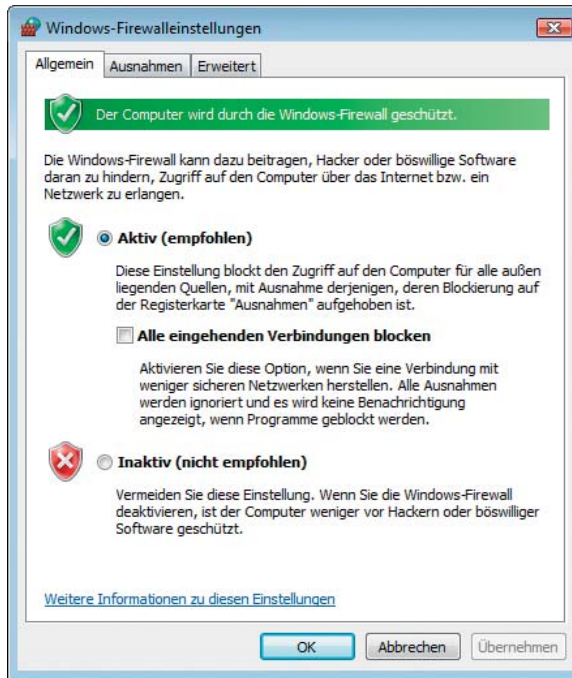 Windows-Firewalleinstellungen
Allgemein Ausnahmen Erweitert
Der Computer wird durch die Windows-Firewall geschützt.
Die Windows-Firewall kann dazu beitragen, Hacker oder böswillige Software
daran zu hindern, Zugriff auf den Computer über das Internet bzw. ein
Netzwerk zu erlangen.
Aktiv (empfohlen)
Diese Einstellung blockt den Zugriff auf den Computer für alle außen
liegenden Quellen, mit Ausnahme derjenigen, deren Blockierung auf
der Registerkarte "Ausnahmen" aufgehoben ist.
Alle eingehenden Verbindungen blocken
Aktivieren Sie diese Option, wenn Sie eine Verbindung mit
weniger sicheren Netzwerken herstellen. Alle Ausnahmen
werden ignoriert und es wird keine Benachrichtigung
angezeigt, wenn Programme geblockt werden.
Inaktiv (nicht empfohlen)
Vermeiden Sie diese Einstellung. Wenn Sie die Windows-Firewall
deaktivieren, ist der Computer weniger vor Hackern oder böswilliger
Software geschützt.
Weitere Informationen zu diesen Einstellungen
OK Abbrechen Übernehmen